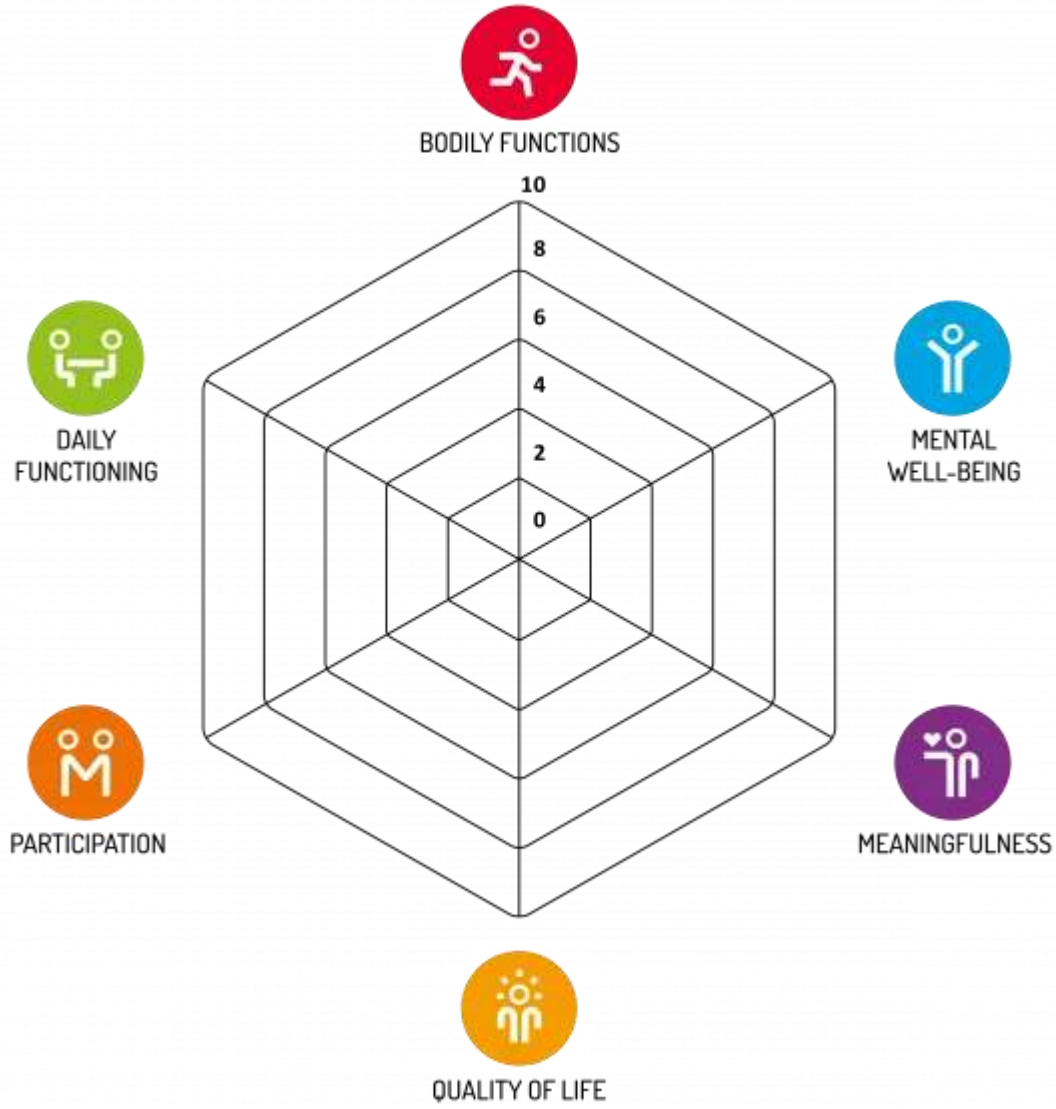 BODILY FUNCTIONS
10
8
6
4
2
0
DAILY
FUNCTIONING
MENTAL
WELL-BEING
PARTICIPATION
MEANINGFULNESS
QUALITY OF LIFE